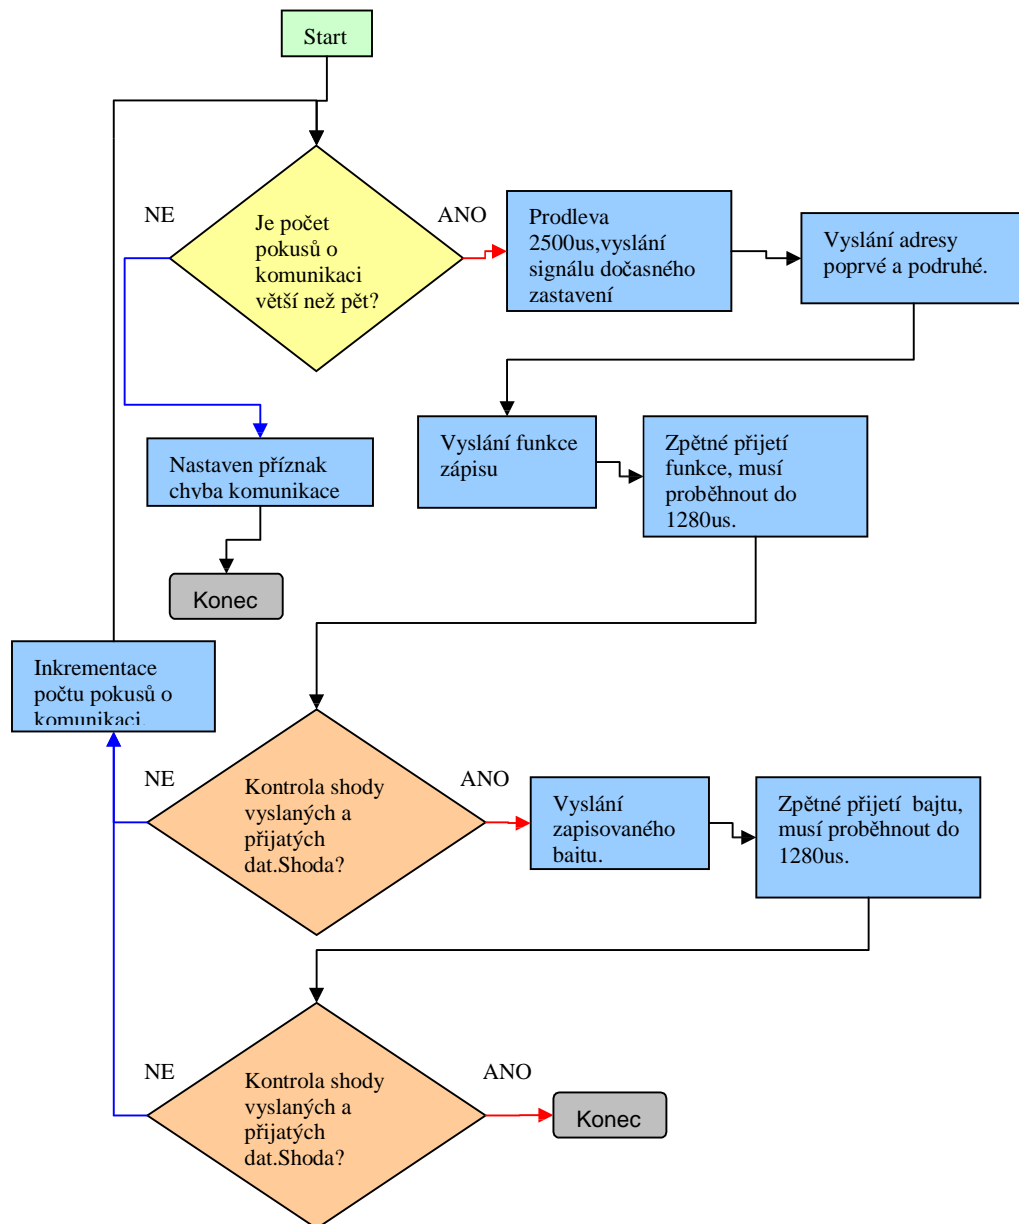 Start
NE
ANO
Je počet
pokusů o
komunikaci
větší než pět?
Prodleva
2500us,vyslání
signálu dočasného
zastavení
Vyslání adresy
poprvé a podruhé.
Vyslání funkce
zápisu
Zpětné přijetí
funkce, musí
proběhnout do
1280us.
Nastaven příznak
chyba komunikace
Konec
Inkrementace
počtu pokusů o
komunikaci.
NE
ANO
Kontrola shody
vyslaných a
přijatých
dat.Shoda?
Vyslání
zapisovaného
bajtu.
Zpětné přijetí  bajtu,
musí proběhnout do
1280us.
NE
ANO
Kontrola shody
vyslaných a
přijatých
dat.Shoda?
Konec